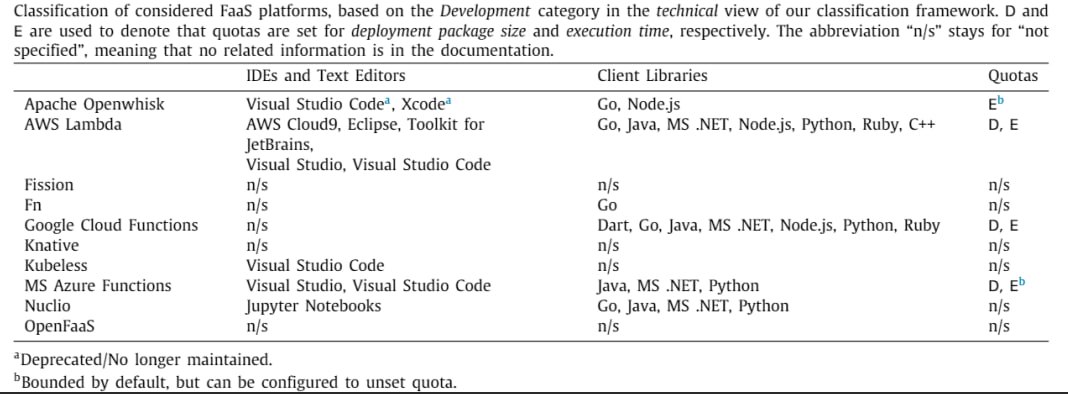 Classification of considered FaaS platforms, based on the Development category in the technical view of our classification framework. D and
E are used to denote that quotas are set for deployment package size and execution time, respectively. The abbreviation “n/s” stays for “not
specified”, meaning that no related information is in the documentation.
IDEs and Text Editors Client Libraries Quotas
Apache Openwhisk Visual Studio Codeᵃ, Xcodeᵃ Go, Node.js Eᵇ
AWS Lambda AWS Cloud9, Eclipse, Toolkit for Go, Java, MS .NET, Node.js, Python, Ruby, C++ D, E
JetBrains,
Visual Studio, Visual Studio Code
Fission n/s n/s n/s
Fn n/s Go n/s
Google Cloud Functions n/s Dart, Go, Java, MS .NET, Node.js, Python, Ruby D, E
Knative n/s n/s n/s
Kubeless Visual Studio Code n/s n/s
MS Azure Functions Visual Studio, Visual Studio Code Java, MS .NET, Python D, Eᵇ
Nuclio Jupyter Notebooks Go, Java, MS .NET, Python n/s
OpenFaaS n/s n/s n/s
ᵃDeprecated/No longer maintained.
ᵇBounded by default, but can be configured to unset quota.